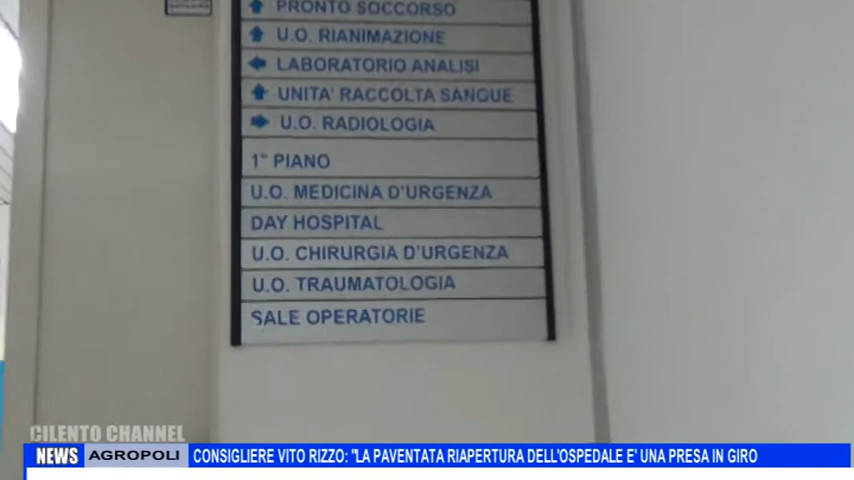 PRONTO SOCCORSO
U.O. RIANIMAZIONE
LABORATORIO ANALISI
UNITA' RACCOLTA SANGUE
U.O. RADIOLOGIA
1° PIANO
U.O. MEDICINA D'URGENZA
DAY HOSPITAL
U.O. CHIRURGIA D'URGENZA
U.O. TRAUMATOLOGIA
SALE OPERATORIE
CILENTO CHANNEL
NEWS AGROPOLI CONSIGLIERE VITO RIZZO: "LA PAVENTATA RIAPERTURA DELL'OSPEDALE E' UNA PRESA IN GIRO